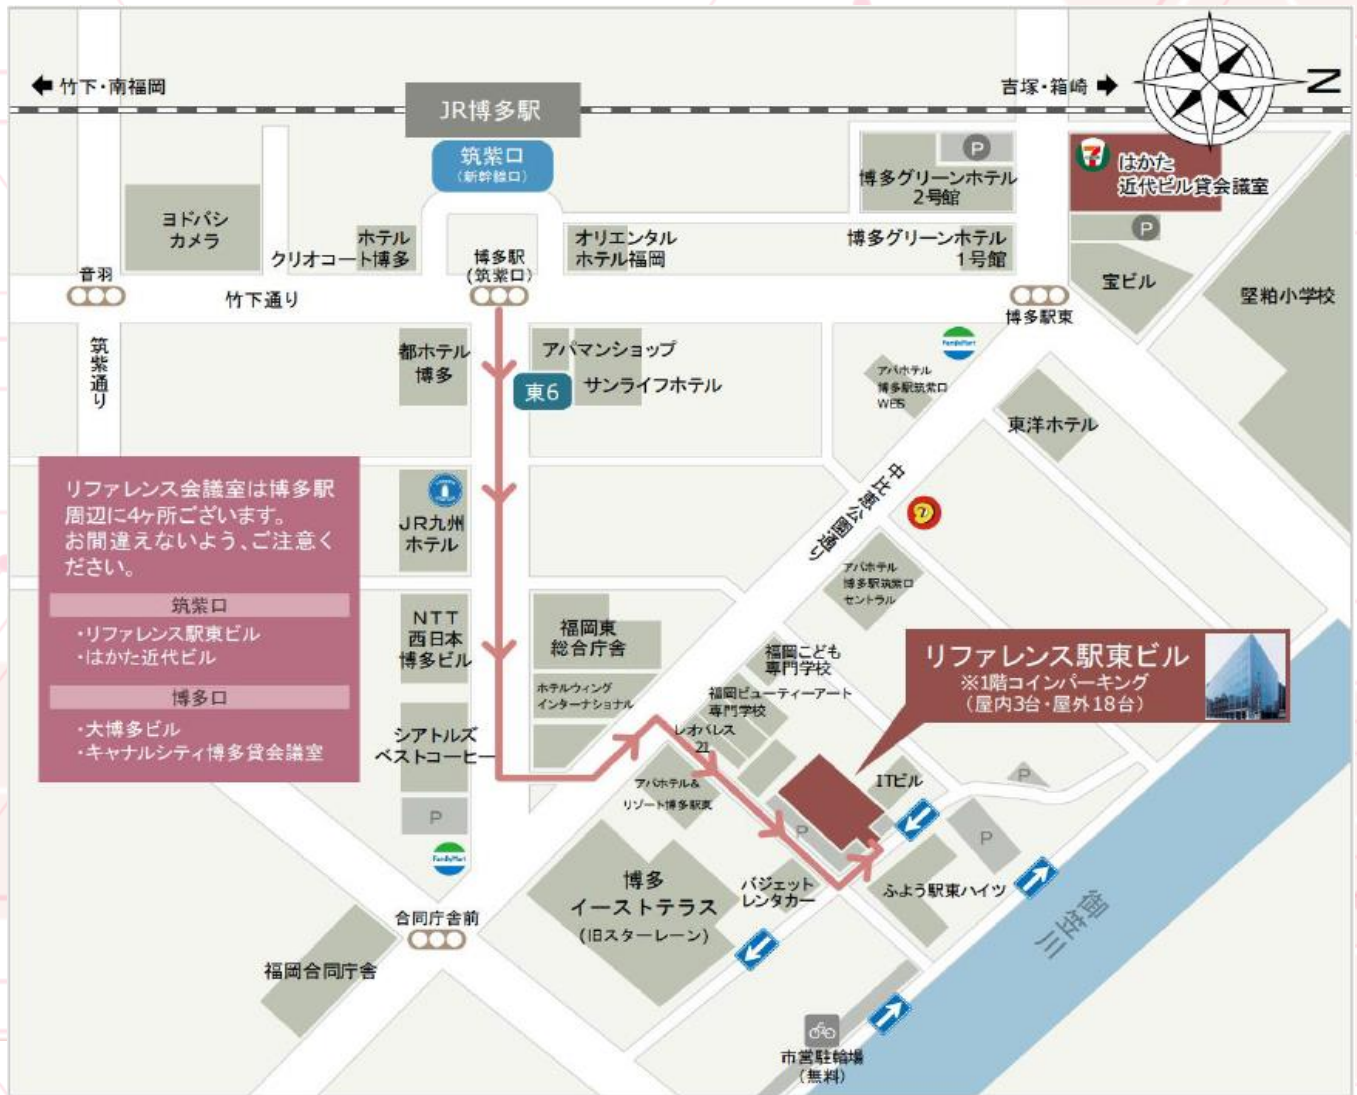 竹下・南福岡
JR博多駅
筑紫口
(新幹線口)
吉塚・箱崎
N
P
はかた
近代ビル貸会議室
博多グリーンホテル
2号館
P
ヨドバシ
カメラ
ホテル
クリオコート博多
博多駅
(筑紫口)
オリエンタル
ホテル福岡
博多グリーンホテル
1号館
宝ビル
堅粕小学校
音羽
竹下通り
博多駅東
筑紫通り
都ホテル
博多
アパマンショップ
東6
サンライフホテル
FamilyMart
アパホテル
博多駅筑紫口
WES
東洋ホテル
リファレンス会議室は博多駅
周辺に4ヶ所ございます。
お間違えないよう、ご注意く
ださい。
筑紫口
・リファレンス駅東ビル
・はかた近代ビル
博多口
・大博多ビル
・キャナルシティ博多貸会議室
JR九州
ホテル
中比恵公園通り
アパホテル
博多駅筑紫口
セントラル
NTT
西日本
博多ビル
福岡東
総合庁舎
ホテルウィング
インターナショナル
福岡こども
専門学校
福岡ビューティーアート
専門学校
レオパレス
21
リファレンス駅東ビル
※1階コインパーキング
(屋内3台・屋外18台)
シアトルズ
ベストコーヒー
アパホテル&
リゾート博多駅東
ITビル
P
P
P
P
FamilyMart
博多
イーストテラス
(旧スターレーン)
バジェット
レンタカー
ふよう駅東ハイツ
御笠川
合同庁舎前
福岡合同庁舎
市営駐輪場
(無料)